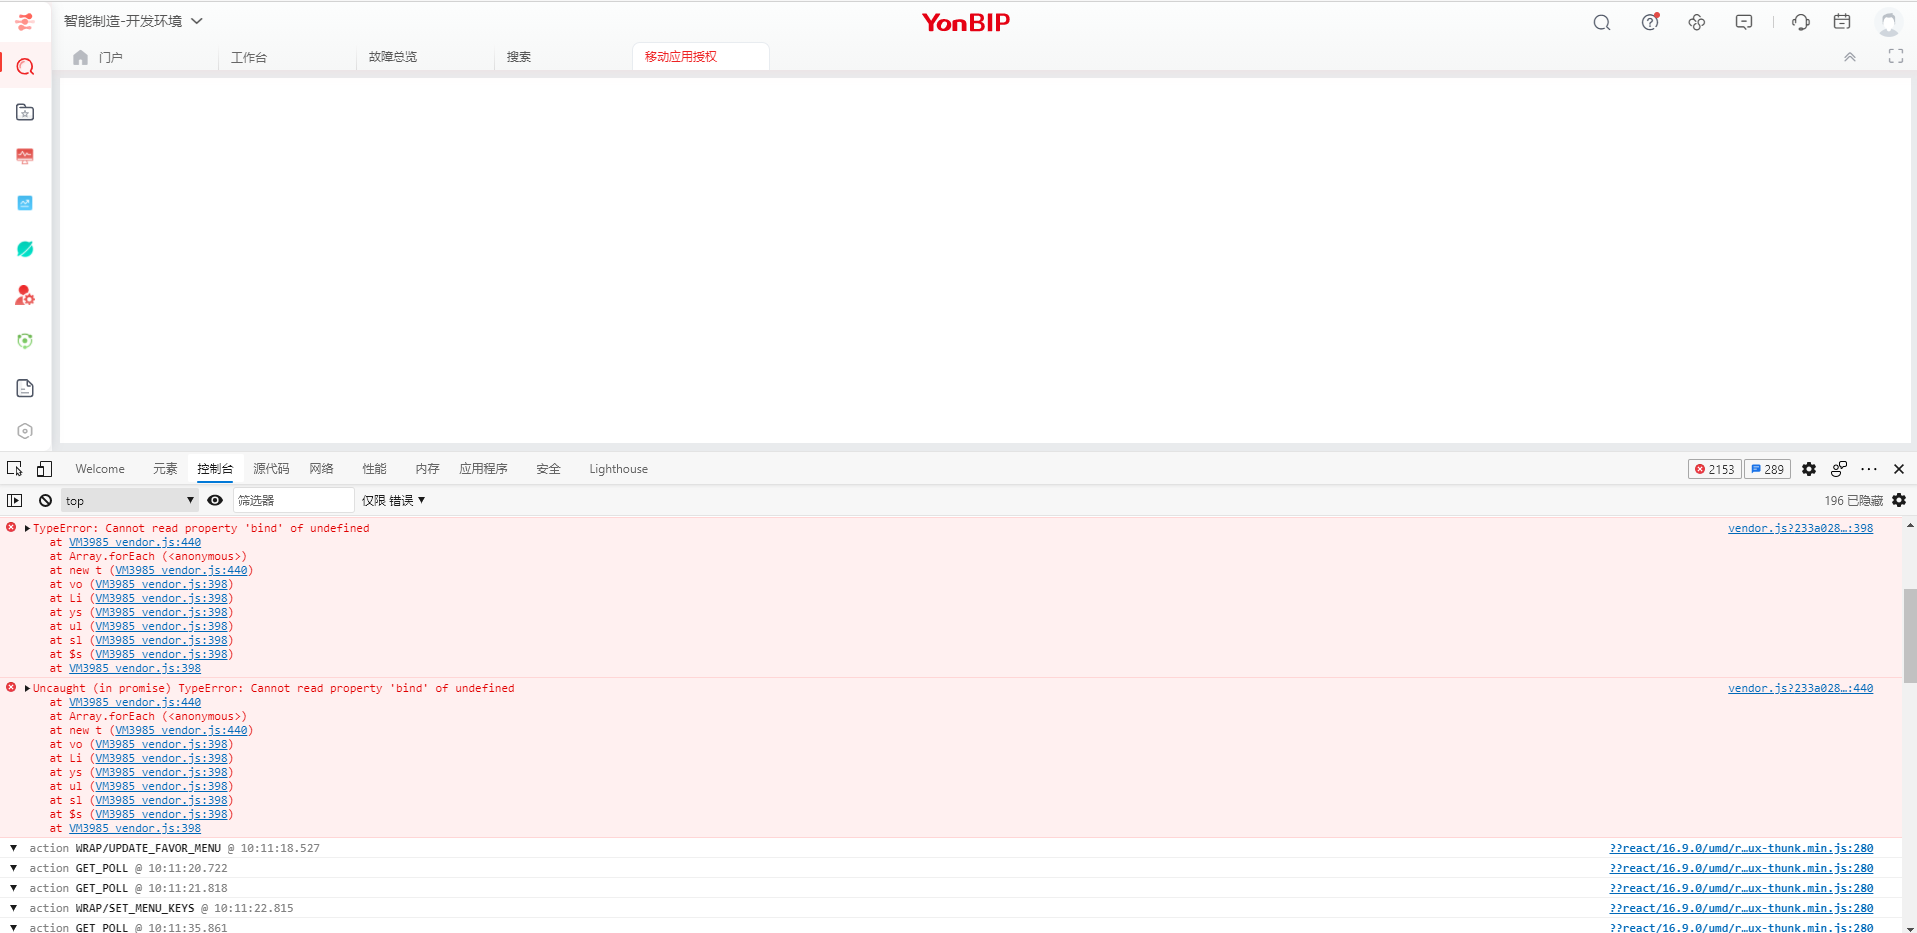 智能制造-开发环境
YonBIP
门户
工作台
故障总览
搜索
移动应用授权
Welcome 元素 控制台 源代码 网络 性能 内存 应用程序 安全 Lighthouse 2153 289
top 筛选器 仅限 错误 196 已隐藏
TypeError: Cannot read property 'bind' of undefined vendor.js?233a028…:398
at VM3985 vendor.js:440
at Array.forEach (<anonymous>)
at new t (VM3985 vendor.js:440)
at vo (VM3985 vendor.js:398)
at Li (VM3985 vendor.js:398)
at ys (VM3985 vendor.js:398)
at ul (VM3985 vendor.js:398)
at sl (VM3985 vendor.js:398)
at $s (VM3985 vendor.js:398)
at VM3985 vendor.js:398
Uncaught (in promise) TypeError: Cannot read property 'bind' of undefined vendor.js?233a028…:440
at VM3985 vendor.js:440
at Array.forEach (<anonymous>)
at new t (VM3985 vendor.js:440)
at vo (VM3985 vendor.js:398)
at Li (VM3985 vendor.js:398)
at ys (VM3985 vendor.js:398)
at ul (VM3985 vendor.js:398)
at sl (VM3985 vendor.js:398)
at $s (VM3985 vendor.js:398)
at VM3985 vendor.js:398
action WRAP/UPDATE_FAVOR_MENU @ 10:11:18.527 ??react/16.9.0/umd/r…ux-thunk.min.js:280
action GET_POLL @ 10:11:20.722 ??react/16.9.0/umd/r…ux-thunk.min.js:280
action GET_POLL @ 10:11:21.818 ??react/16.9.0/umd/r…ux-thunk.min.js:280
action WRAP/SET_MENU_KEYS @ 10:11:22.815 ??react/16.9.0/umd/r…ux-thunk.min.js:280
action GET_POLL @ 10:11:35.861 ??react/16.9.0/umd/r…ux-thunk.min.js:280